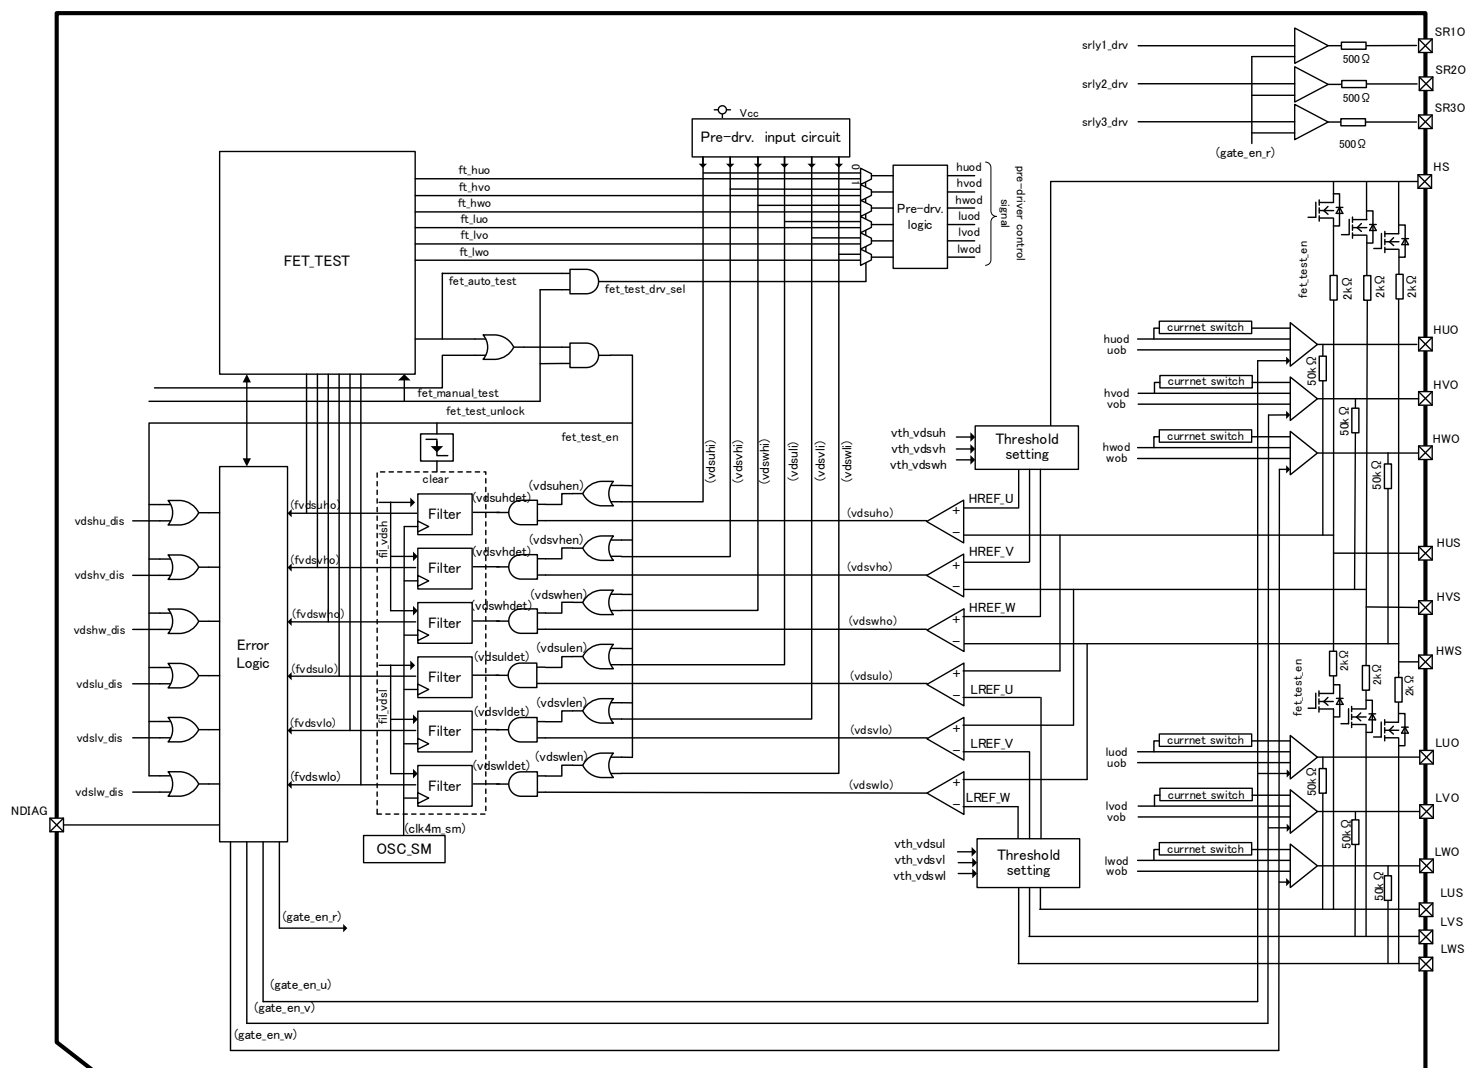 SR1O
srly1_drv
500Ω
SR2O
srly2_drv
500Ω
SR3O
srly3_drv
500Ω
(gate_en_r)
Vcc
Pre-drv. input circuit
HS
FET_TEST
ft_huo
ft_hvo
ft_hwo
ft_luo
ft_lvo
ft_lwo
0
1
Pre-drv.
logic
huod
hvod
hwod
luod
lvod
lwod
pre-driver control
signal
fet_auto_test
fet_test_drv_sel
fet_test_en
2kΩ
2kΩ
2kΩ
currnet switch
huod
uob
HUO
50kΩ
currnet switch
hvod
vob
HVO
50kΩ
currnet switch
hwod
wob
HWO
50kΩ
fet_manual_test
fet_test_unlock
fet_test_en
(vdsuhi)
(vdsvhi)
(vdswhi)
(vdsuli)
(vdsvli)
(vdswli)
vth_vdsuh
vth_vdsvh
vth_vdswh
Threshold
setting
clear
vdshu_dis
(fvdsuho)
Filter
(vdsuhdet)
(vdsuhen)
(vdsuho)
HREF_U
+
−
HUS
fil_vdsh
vdshv_dis
(fvdsvho)
Filter
(vdsvhdet)
(vdsvhen)
(vdsvho)
HREF_V
+
−
HVS
vdshw_dis
(fvdswho)
Filter
(vdswhdet)
(vdswhen)
(vdswho)
HREF_W
+
−
HWS
Error
Logic
vdslu_dis
(fvdsulo)
Filter
(vdsuldet)
(vdsulen)
(vdsulo)
+
−
LREF_U
fil_vdsl
fet_test_en
2kΩ
2kΩ
2kΩ
vdslv_dis
(fvdsvlo)
Filter
(vdsvldet)
(vdsvlen)
(vdsvlo)
+
−
LREF_V
vdslw_dis
(fvdswlo)
Filter
(vdswldet)
(vdswlen)
(vdswlo)
+
−
LREF_W
currnet switch
luod
uob
LUO
50kΩ
currnet switch
lvod
vob
LVO
50kΩ
currnet switch
lwod
wob
LWO
50kΩ
NDIAG
(clk4m_sm)
OSC_SM
vth_vdsul
vth_vdsvl
vth_vdswl
Threshold
setting
LUS
LVS
LWS
(gate_en_r)
(gate_en_u)
(gate_en_v)
(gate_en_w)